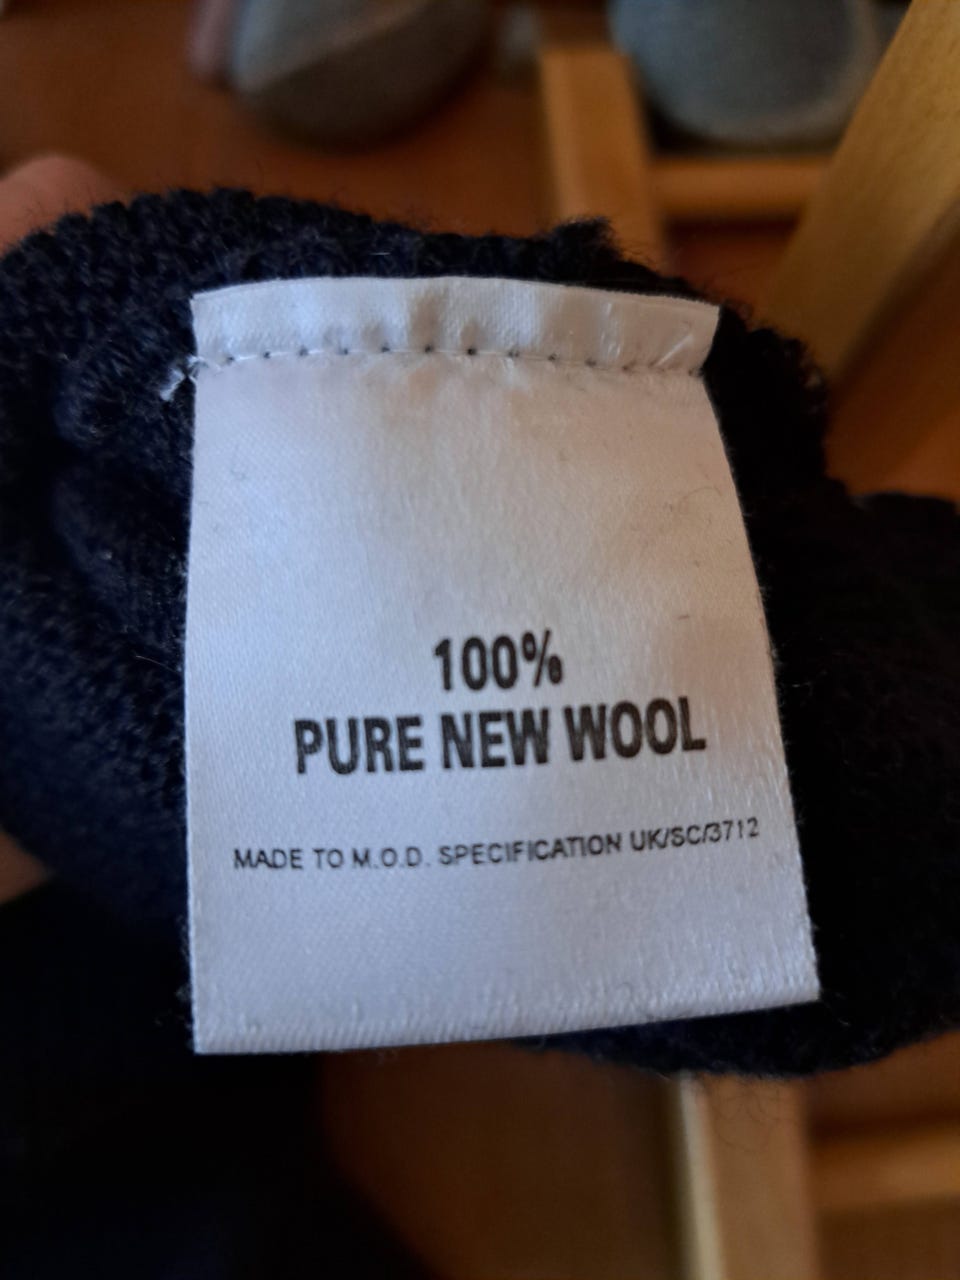 100%
PURE NEW WOOL
MADE TO M.O.D. SPECIFICATION UK/SC/3712